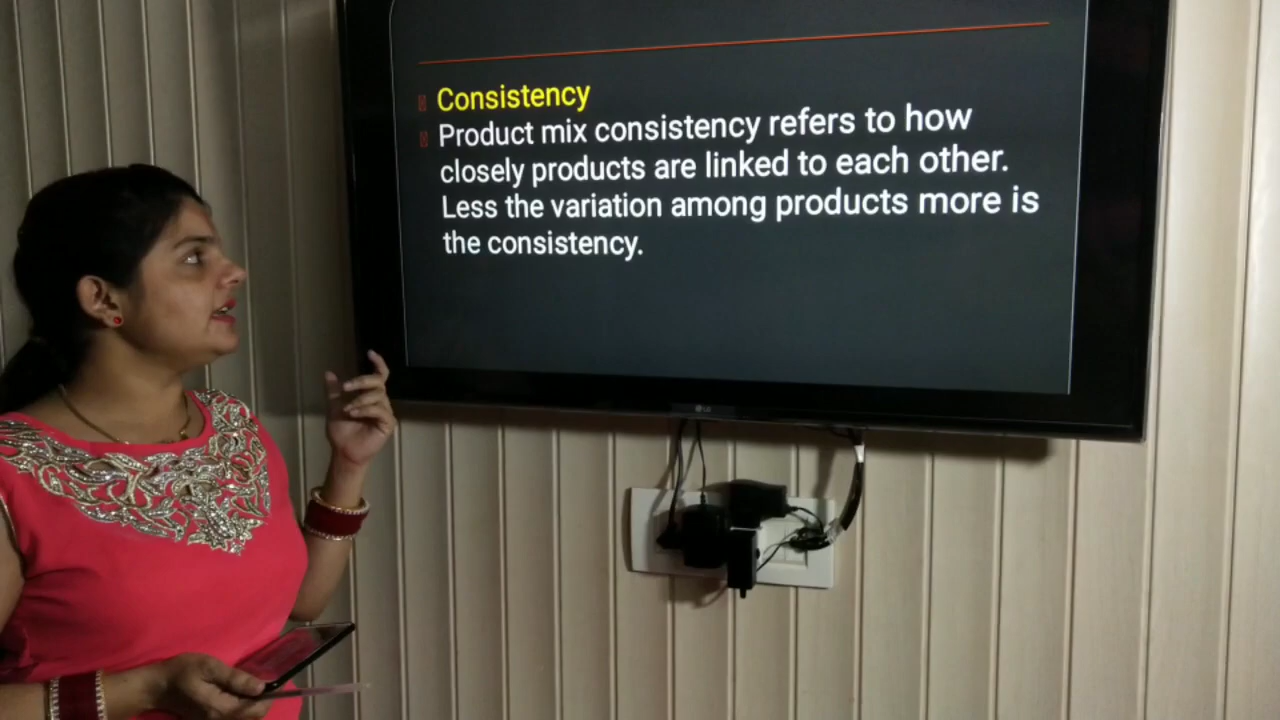 Consistency
Product mix consistency refers to how
closely products are linked to each other.
Less the variation among products more is
the consistency.
LG